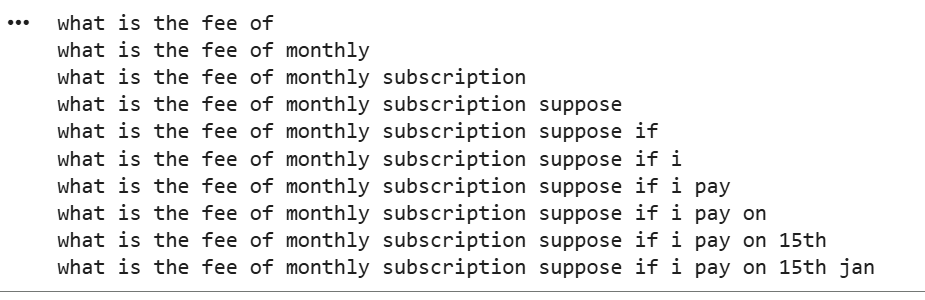 what is the fee of
what is the fee of monthly
what is the fee of monthly subscription
what is the fee of monthly subscription suppose
what is the fee of monthly subscription suppose if
what is the fee of monthly subscription suppose if i
what is the fee of monthly subscription suppose if i pay
what is the fee of monthly subscription suppose if i pay on
what is the fee of monthly subscription suppose if i pay on 15th
what is the fee of monthly subscription suppose if i pay on 15th jan